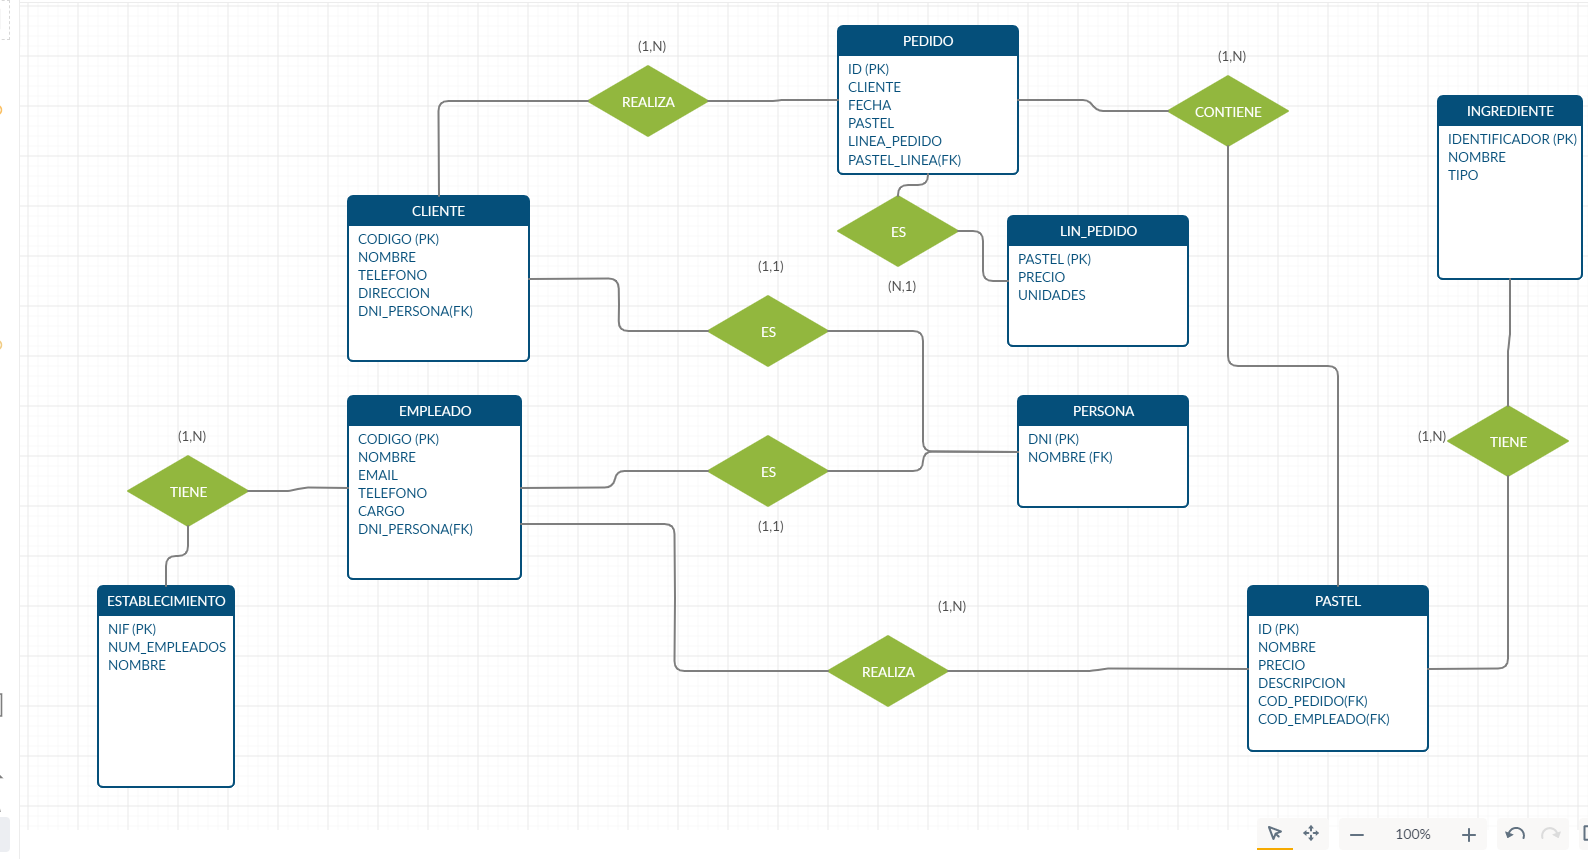 (1,N)
REALIZA
PEDIDO
ID (PK)
CLIENTE
FECHA
PASTEL
LINEA_PEDIDO
PASTEL_LINEA(FK)
(1,N)
CONTIENE
INGREDIENTE
IDENTIFICADOR (PK)
NOMBRE
TIPO
CLIENTE
CODIGO (PK)
NOMBRE
TELEFONO
DIRECCION
DNI_PERSONA(FK)
ES
(N,1)
LIN_PEDIDO
PASTEL (PK)
PRECIO
UNIDADES
(1,1)
ES
EMPLEADO
CODIGO (PK)
NOMBRE
EMAIL
TELEFONO
CARGO
DNI_PERSONA(FK)
ES
(1,1)
PERSONA
DNI (PK)
NOMBRE (FK)
(1,N)
TIENE
(1,N)
TIENE
ESTABLECIMIENTO
NIF (PK)
NUM_EMPLEADOS
NOMBRE
(1,N)
REALIZA
PASTEL
ID (PK)
NOMBRE
PRECIO
DESCRIPCION
COD_PEDIDO(FK)
COD_EMPLEADO(FK)
100%